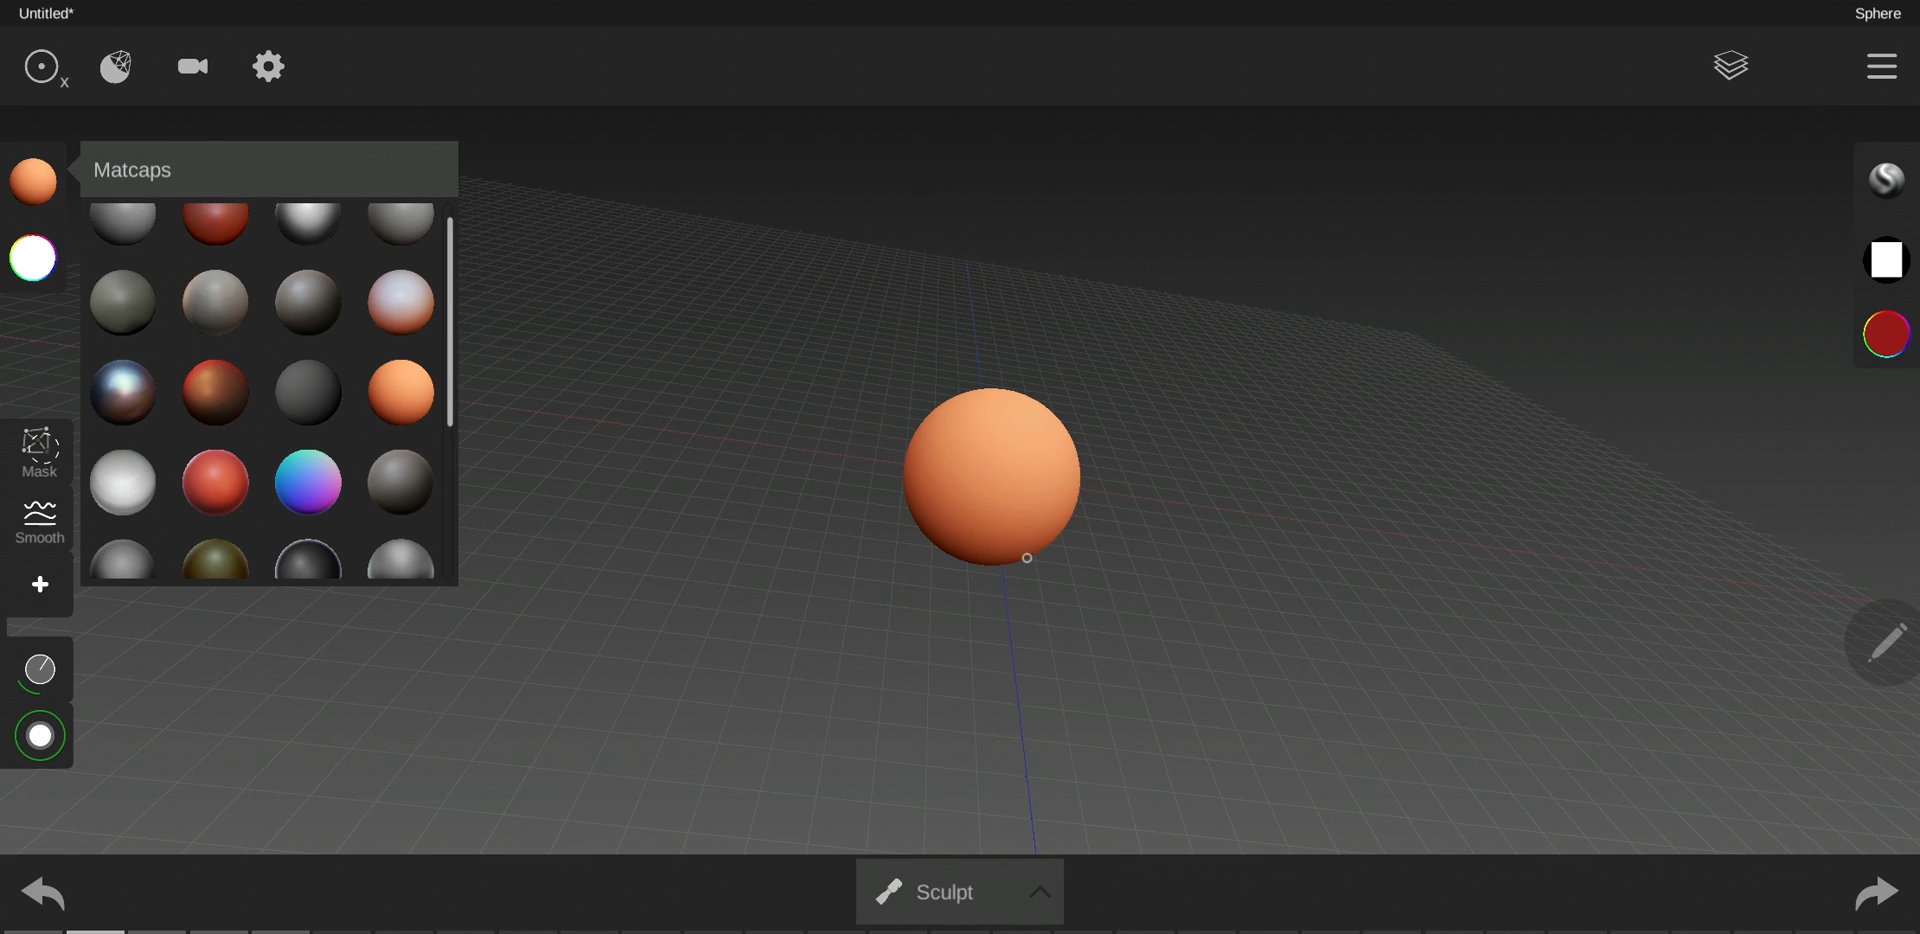 Untitled*
Sphere
x
Matcaps
Mask
Smooth
Sculpt